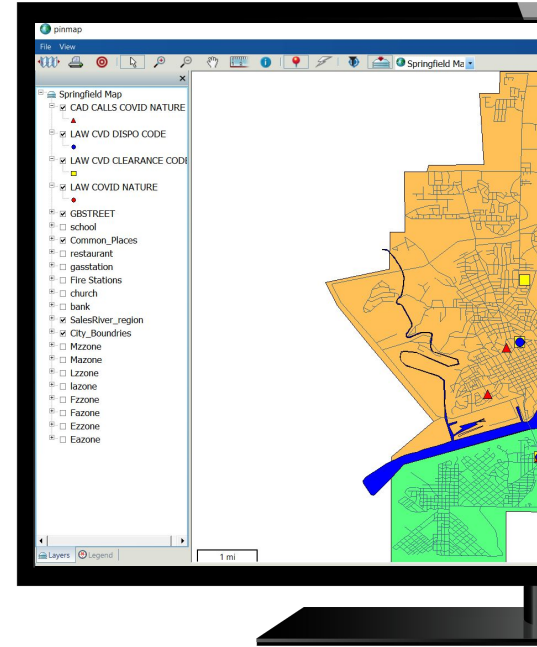 pinmap
File View
Springfield Ma
Springfield Map
CAD CALLS COVID NATURE
LAW CVD DISPO CODE
LAW CVD CLEARANCE CODE
LAW COVID NATURE
GBSTREET
school
Common_Places
restaurant
gasstation
Fire Stations
church
bank
SalesRiver_region
City_Boundries
Mzzone
Mazone
Lzzone
lazone
Fzzone
Fazone
Ezzone
Eazone
Layers Legend
1 mi